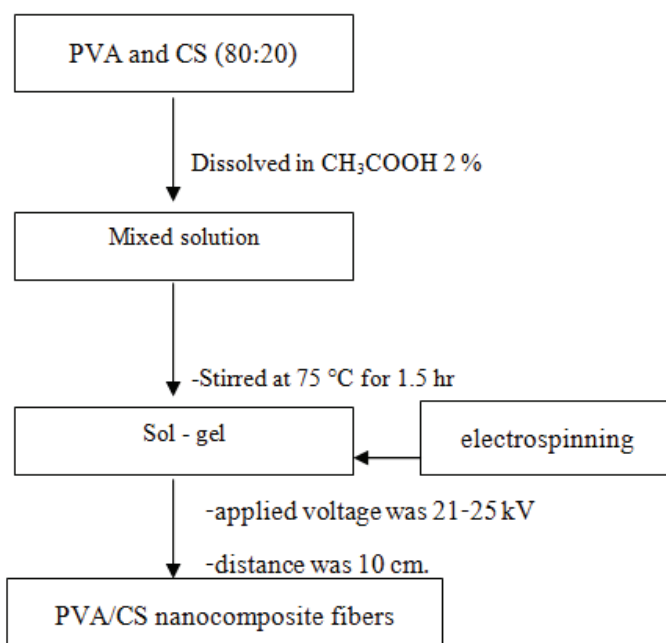 PVA and CS (80:20)
Dissolved in CH₃COOH 2 %
Mixed solution
-Stirred at 75 °C for 1.5 hr
Sol - gel
electrospinning
-applied voltage was 21-25 kV
-distance was 10 cm.
PVA/CS nanocomposite fibers